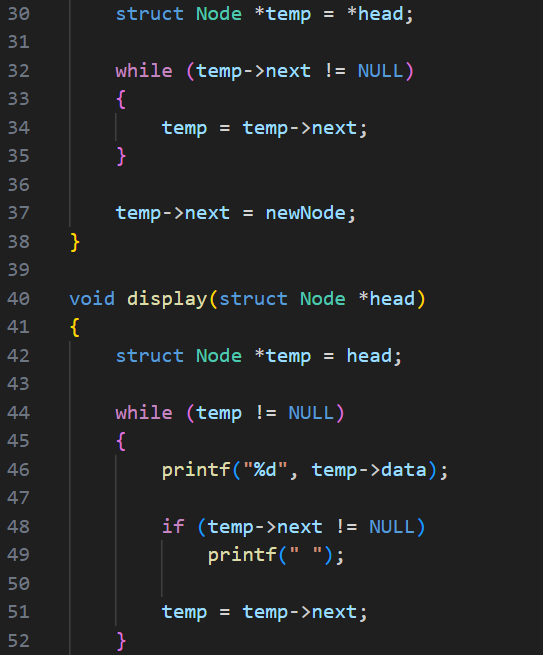 30 struct Node *temp = *head;
31
32 while (temp->next != NULL)
33 {
34 temp = temp->next;
35 }
36
37 temp->next = newNode;
38 }
39
40 void display(struct Node *head)
41 {
42 struct Node *temp = head;
43
44 while (temp != NULL)
45 {
46 printf("%d", temp->data);
47
48 if (temp->next != NULL)
49 printf(" ");
50
51 temp = temp->next;
52 }